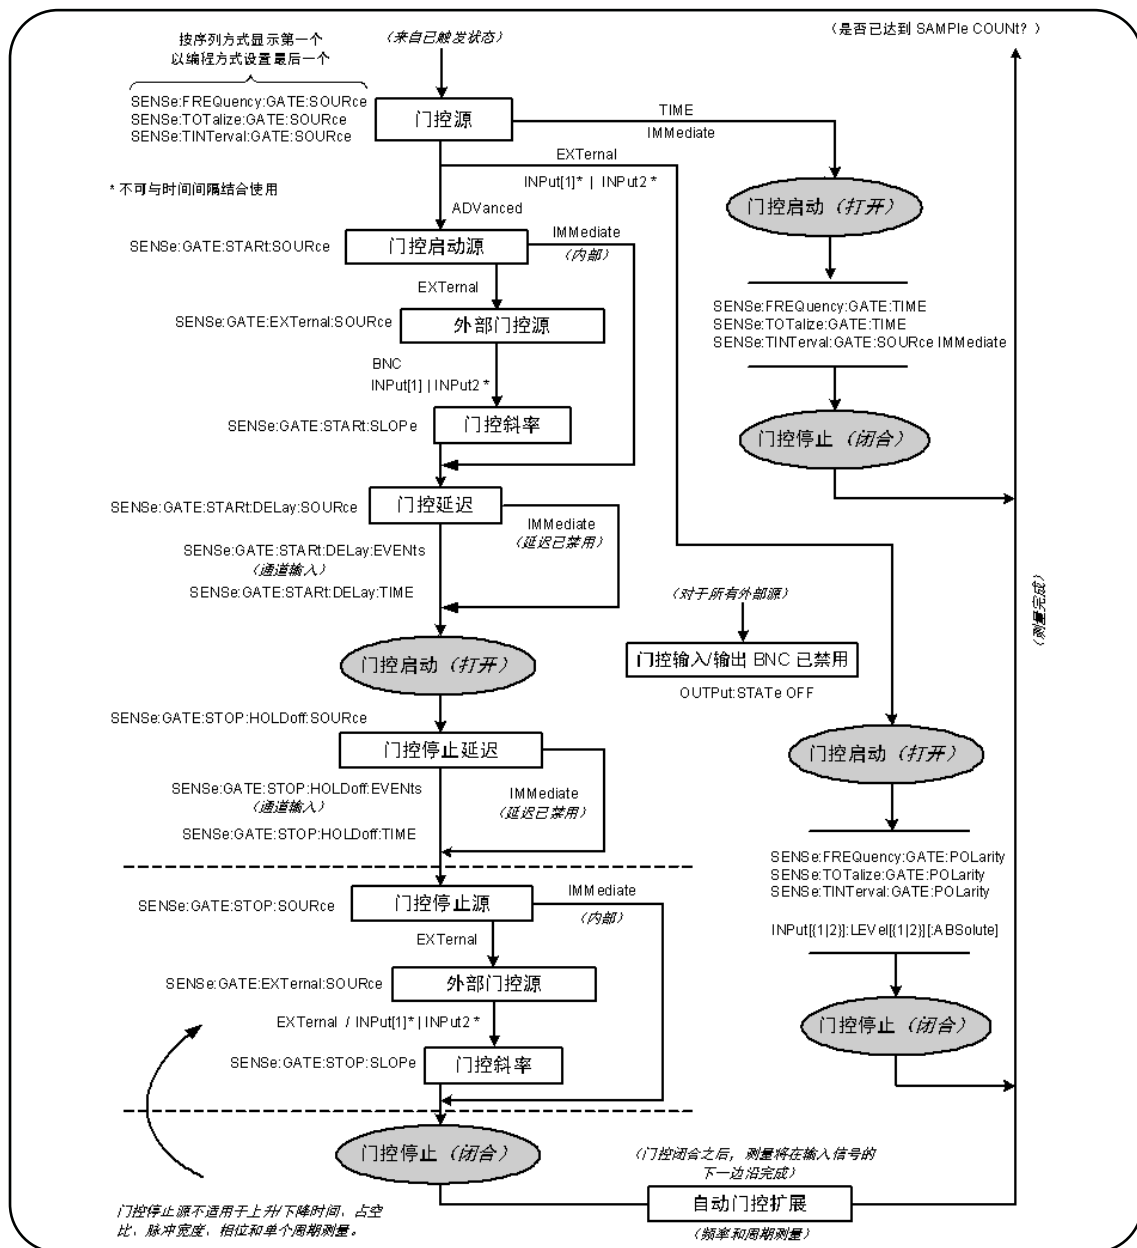 按序列方式显示第一个
以编程方式设置最后一个
（来自已触发状态）
（是否已达到 SAMPle COUNt？）
SENSe:FREQuency:GATE:SOURce
SENSe:TOTalize:GATE:SOURce
SENSe:TINTerval:GATE:SOURce
门控源
TIME
IMMediate
EXTernal
INPut[1]* | INPut2 *
* 不可与时间间隔结合使用
ADVanced
门控启动（打开）
SENSe:GATE:STARt:SOURce
门控启动源
IMMediate
（内部）
EXTernal
SENSe:GATE:EXTernal:SOURce
外部门控源
SENSe:FREQuency:GATE:TIME
SENSe:TOTalize:GATE:TIME
SENSe:TINTerval:GATE:SOURce IMMediate
BNC
INPut[1] | INPut2 *
SENSe:GATE:STARt:SLOPe
门控斜率
门控停止（闭合）
SENSe:GATE:STARt:DELay:SOURce
门控延迟
IMMediate
（延迟已禁用）
SENSe:GATE:STARt:DELay:EVENts
（通道输入）
SENSe:GATE:STARt:DELay:TIME
（对于所有外部源）
（测量完成）
门控启动（打开）
门控输入/输出 BNC 已禁用
OUTPut:STATe OFF
SENSe:GATE:STOP:HOLDoff:SOURce
门控停止延迟
门控启动（打开）
SENSe:GATE:STOP:HOLDoff:EVENts
（通道输入）
IMMediate
（延迟已禁用）
SENSe:GATE:STOP:HOLDoff:TIME
SENSe:FREQuency:GATE:POLarity
SENSe:TOTalize:GATE:POLarity
SENSe:TINTerval:GATE:POLarity
SENSe:GATE:STOP:SOURce
门控停止源
IMMediate
（内部）
INPut[{1|2}]:LEVel[{1|2}][:ABSolute]
EXTernal
SENSe:GATE:EXTernal:SOURce
外部门控源
EXTernal / INPut[1]* | INPut2 *
门控停止（闭合）
SENSe:GATE:STOP:SLOPe
门控斜率
门控停止（闭合）
（门控闭合之后，测量将在输入信号的
下一边沿完成）
自动门控扩展
（频率和周期测量）
门控停止源不适用于上升/下降时间、占空
比、脉冲宽度、相位和单个周期测量。